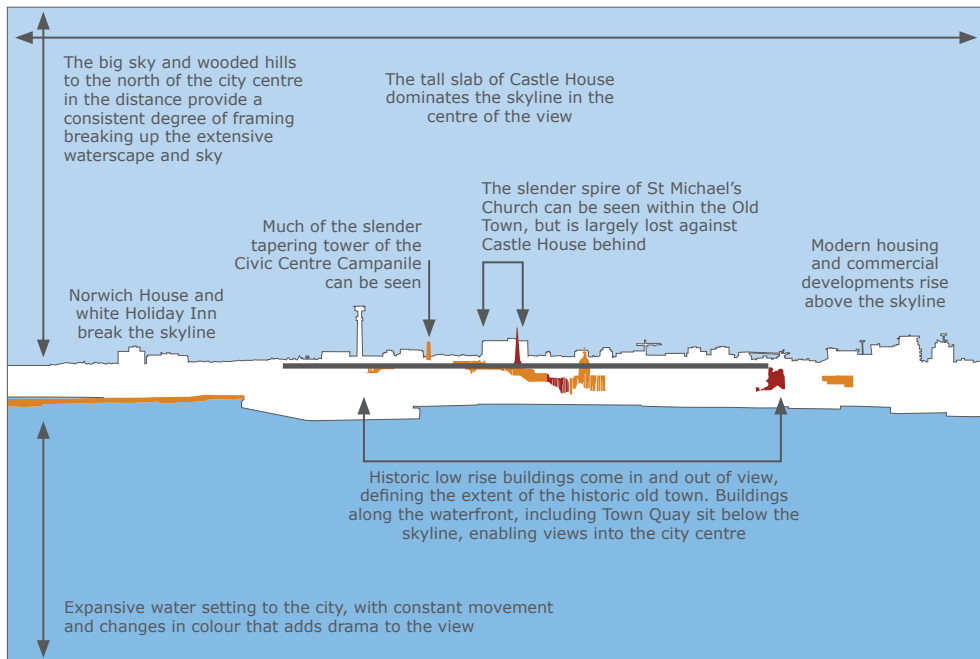 The big sky and wooded hills
to the north of the city centre
in the distance provide a
consistent degree of framing
breaking up the extensive
waterscape and sky
The tall slab of Castle House
dominates the skyline in the
centre of the view
The slender spire of St Michael’s
Church can be seen within the Old
Town, but is largely lost against
Castle House behind
Much of the slender
tapering tower of the
Civic Centre Campanile
can be seen
Modern housing
and commercial
developments rise
above the skyline
Norwich House and
white Holiday Inn
break the skyline
Historic low rise buildings come in and out of view,
defining the extent of the historic old town. Buildings
along the waterfront, including Town Quay sit below the
skyline, enabling views into the city centre
Expansive water setting to the city, with constant movement
and changes in colour that adds drama to the view